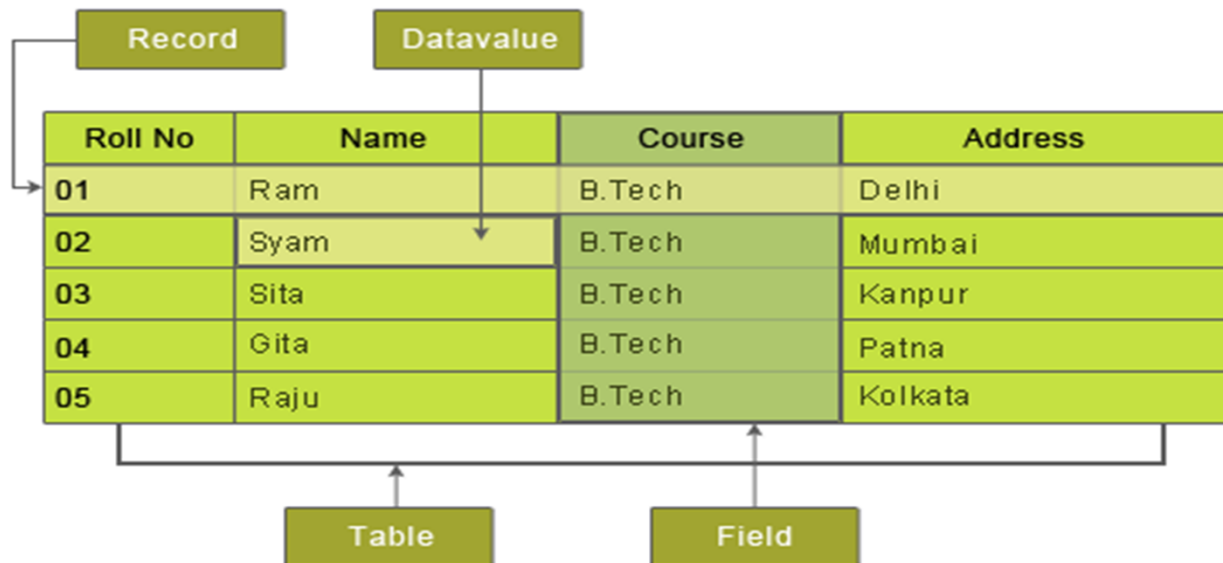 Record Datavalue
Roll No Name Course Address
01 Ram B.Tech Delhi
02 Syam B.Tech Mumbai
03 Sita B.Tech Kanpur
04 Gita B.Tech Patna
05 Raju B.Tech Kolkata
Table Field